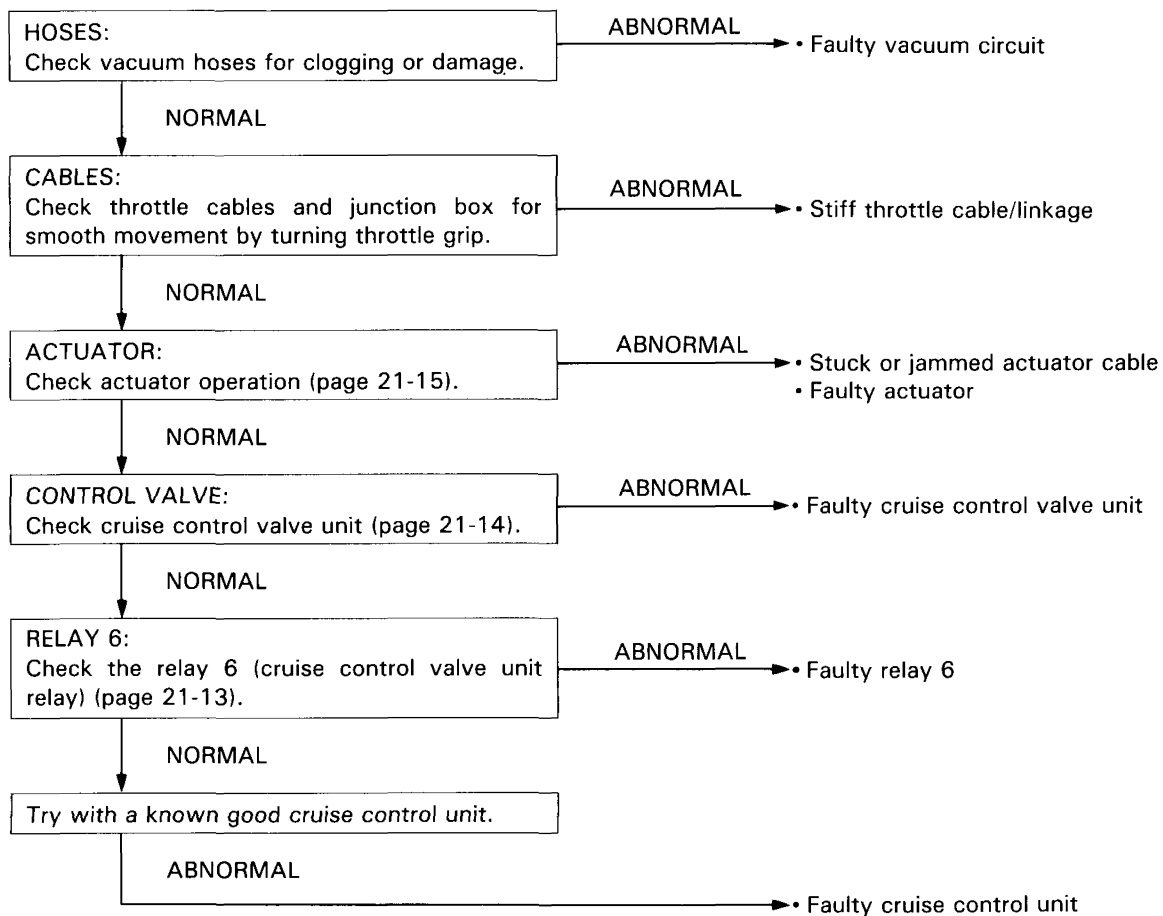 HOSES:
Check vacuum hoses for clogging or damage.
ABNORMAL
• Faulty vacuum circuit
NORMAL
CABLES:
Check throttle cables and junction box for
smooth movement by turning throttle grip.
ABNORMAL
• Stiff throttle cable/linkage
NORMAL
ACTUATOR:
Check actuator operation (page 21-15).
ABNORMAL
• Stuck or jammed actuator cable
• Faulty actuator
NORMAL
CONTROL VALVE:
Check cruise control valve unit (page 21-14).
ABNORMAL
• Faulty cruise control valve unit
NORMAL
RELAY 6:
Check the relay 6 (cruise control valve unit
relay) (page 21-13).
ABNORMAL
• Faulty relay 6
NORMAL
Try with a known good cruise control unit.
ABNORMAL
• Faulty cruise control unit